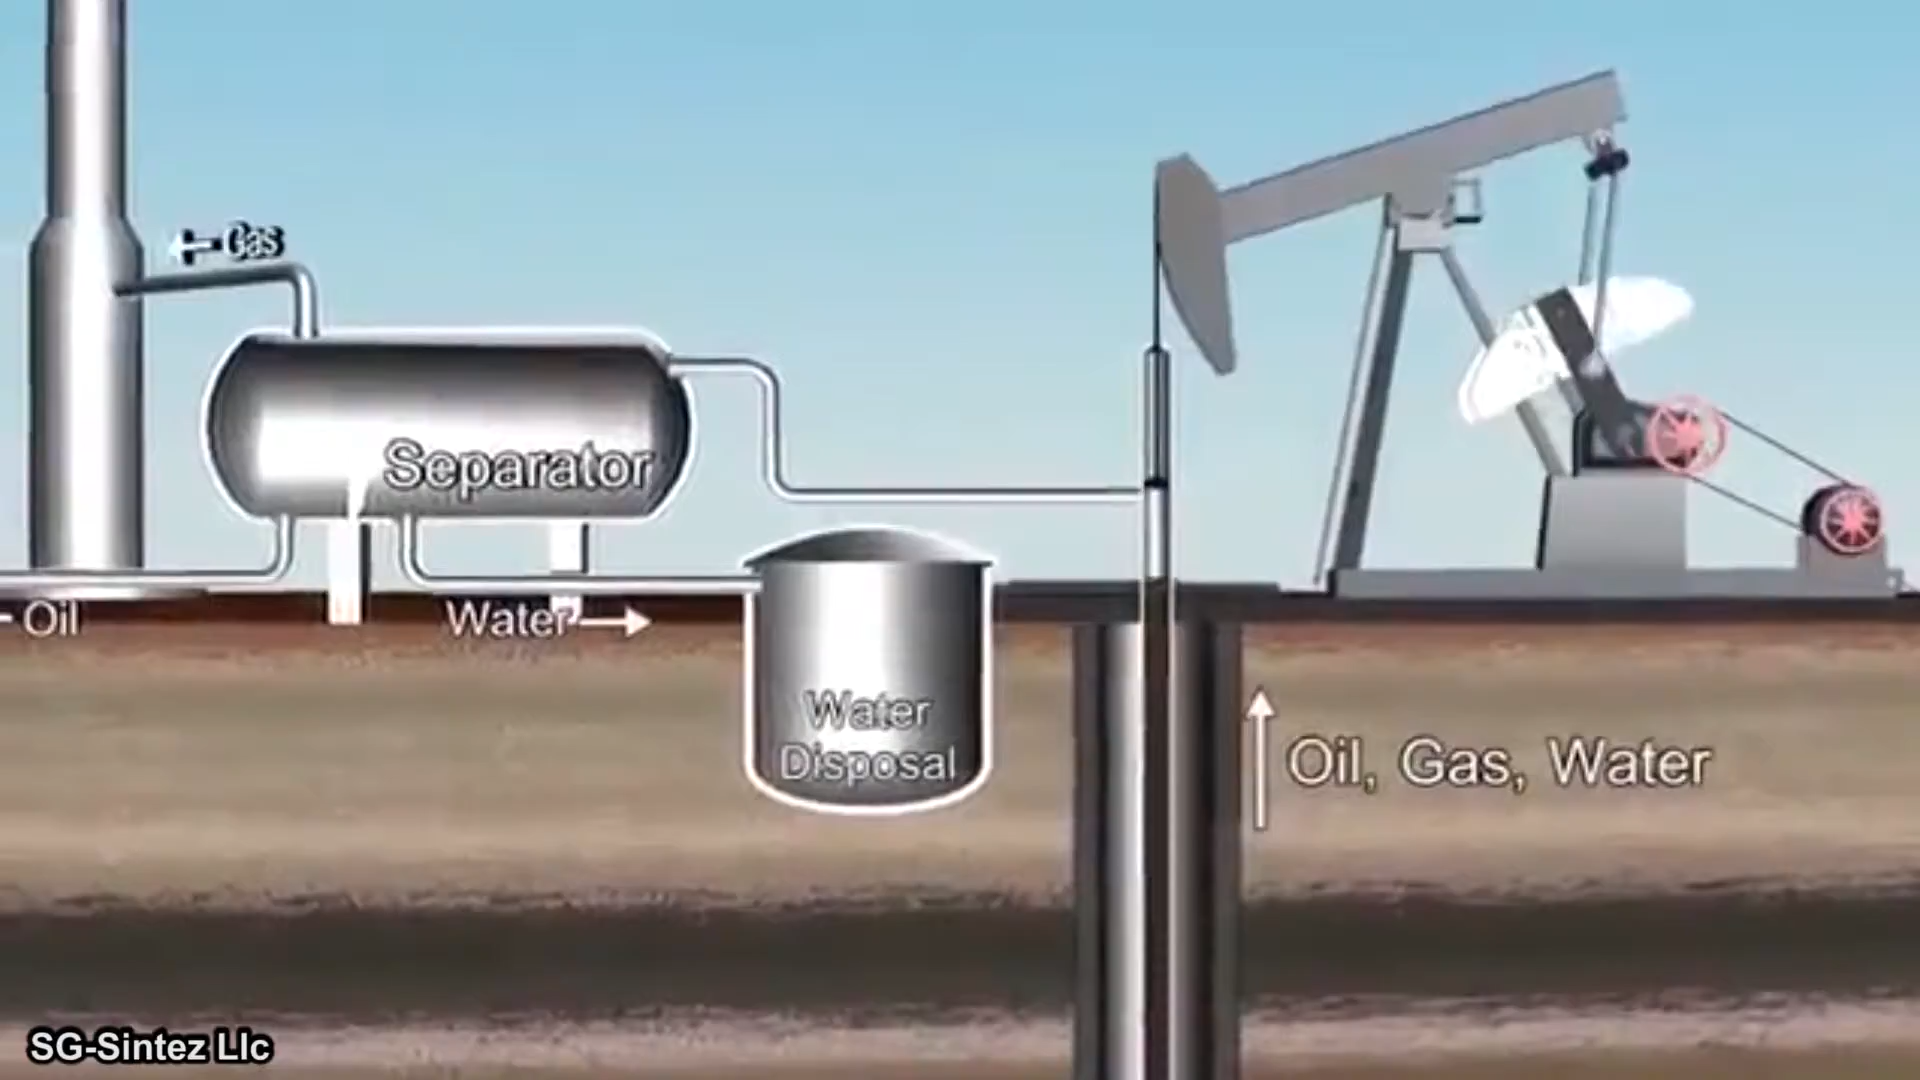 Gas
Separator
Oil
Water
Water
Disposal
Oil, Gas, Water
SG-Sintez Llc